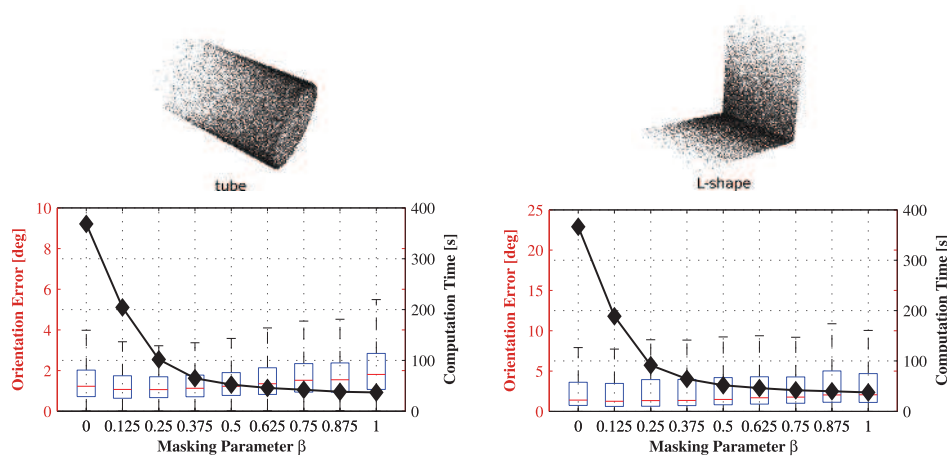 tube
10
8
6
4
2
0
Orientation Error [deg]
400
300
200
100
0
Computation Time [s]
0 0.125 0.25 0.375 0.5 0.625 0.75 0.875 1
Masking Parameter β
L-shape
25
20
15
10
5
0
Orientation Error [deg]
400
300
200
100
0
Computation Time [s]
0 0.125 0.25 0.375 0.5 0.625 0.75 0.875 1
Masking Parameter β